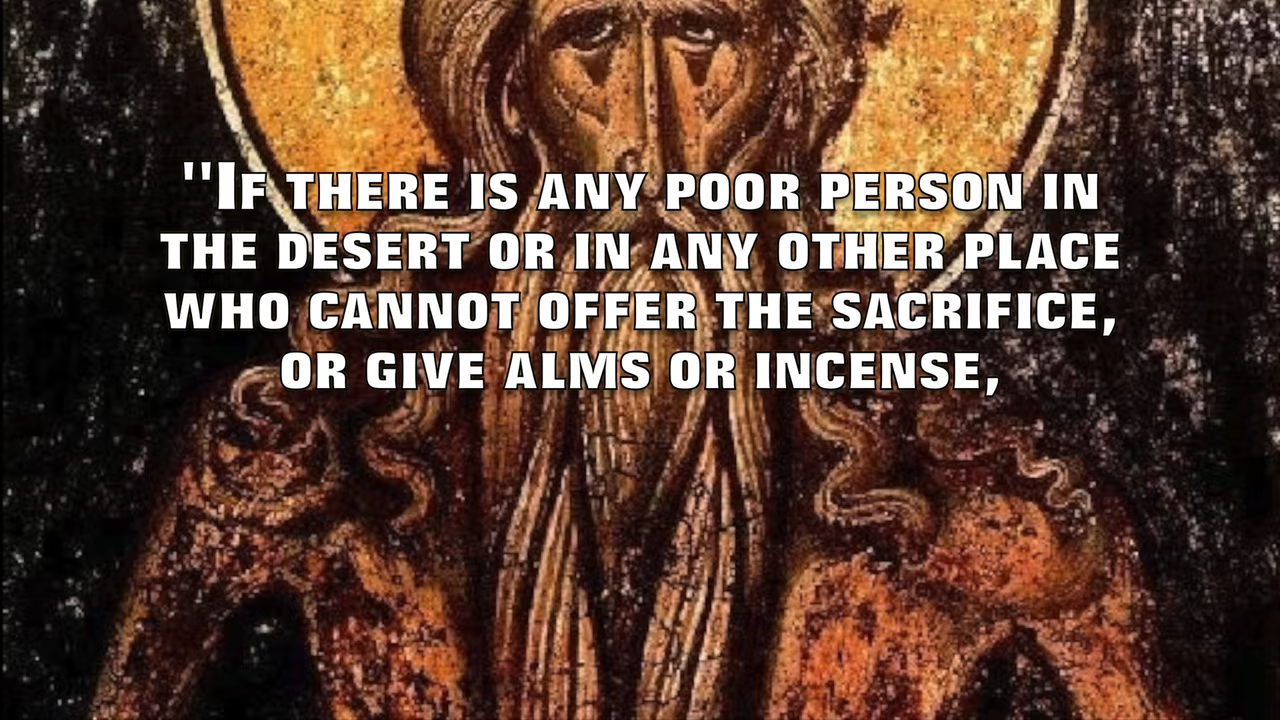 "If there is any poor person in
the desert or in any other place
who cannot offer the sacrifice,
or give alms or incense,